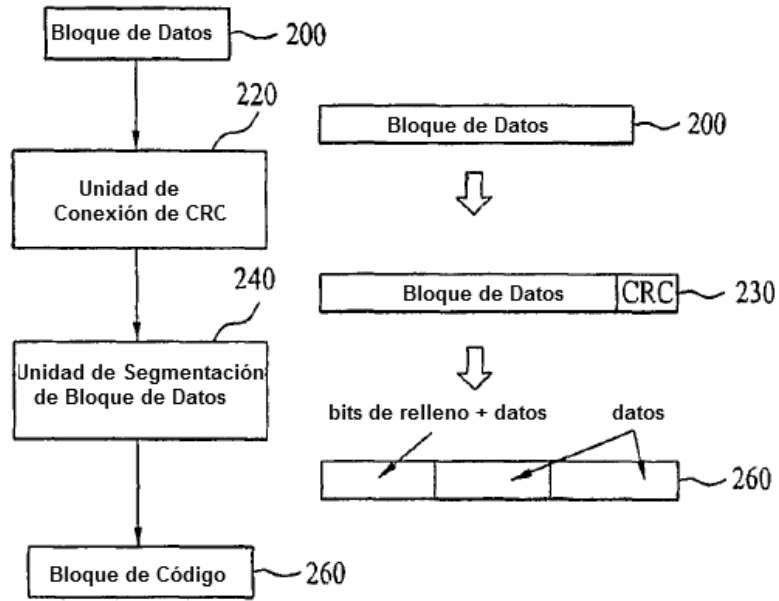 Bloque de Datos
200
220
Unidad de
Conexión de CRC
240
Unidad de Segmentación
de Bloque de Datos
Bloque de Código
260
Bloque de Datos
200
Bloque de Datos
CRC
230
bits de relleno + datos
datos
260